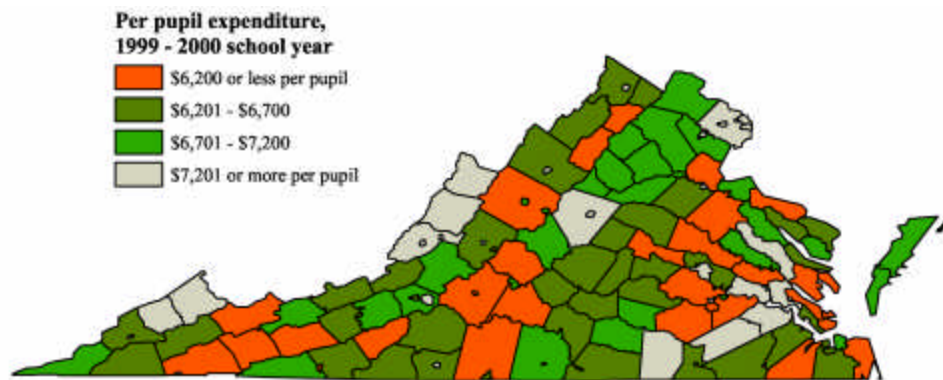 Per pupil expenditure,
1999 - 2000 school year
$6,200 or less per pupil
$6,201 - $6,700
$6,701 - $7,200
$7,201 or more per pupil